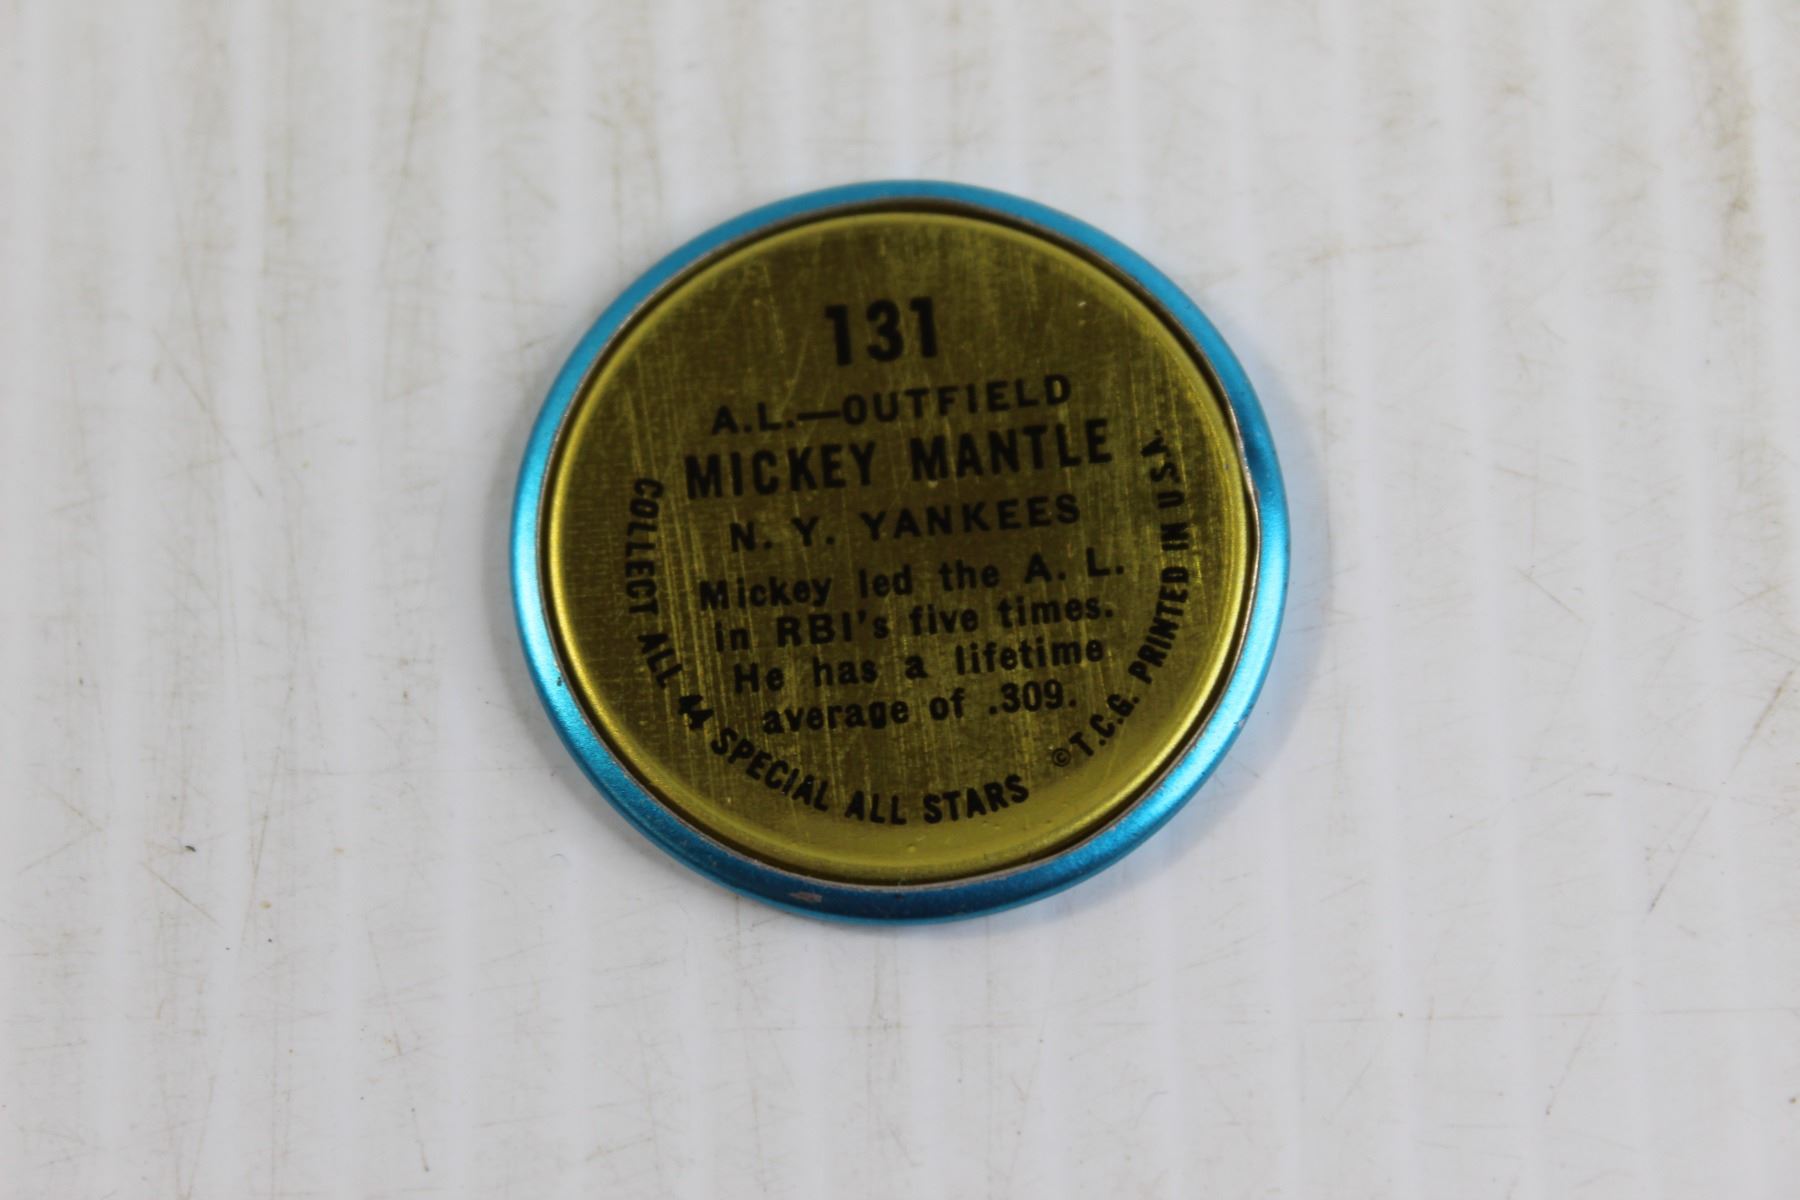 131
A.L.—OUTFIELD
MICKEY MANTLE
N. Y. YANKEES
Mickey led the A. L.
in RBI's five times.
He has a lifetime
average of .309.
COLLECT ALL 44 SPECIAL ALL STARS
© T.C.G. PRINTED IN U.S.A.